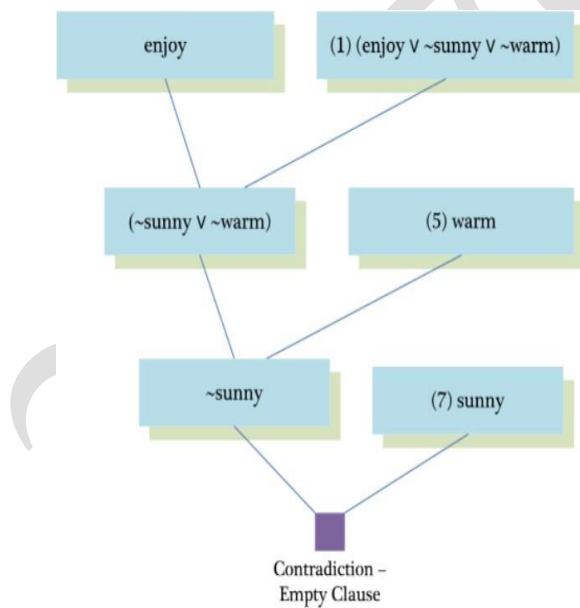 enjoy
(1) (enjoy V ~sunny V ~warm)
(~sunny V ~warm)
(5) warm
~sunny
(7) sunny
Contradiction –
Empty Clause